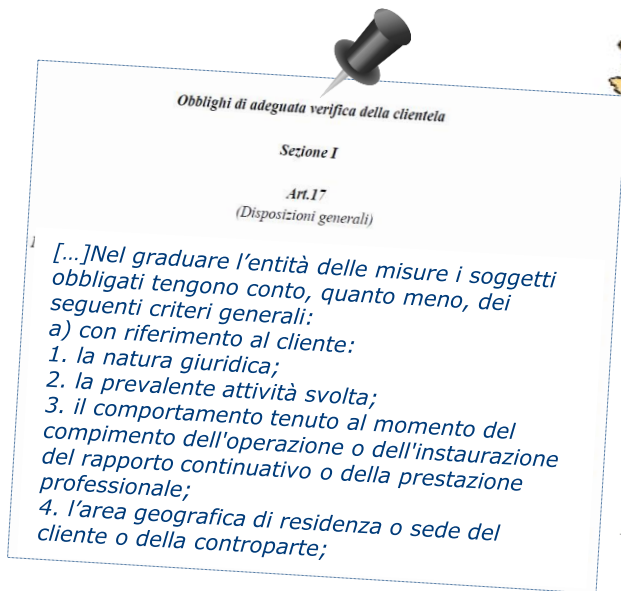 Obblighi di adeguata verifica della clientela
Sezione I
Art.17
(Disposizioni generali)
[...]Nel graduare l’entità delle misure i soggetti
obbligati tengono conto, quanto meno, dei
seguenti criteri generali:
a) con riferimento al cliente:
1. la natura giuridica;
2. la prevalente attività svolta;
3. il comportamento tenuto al momento del
compimento dell'operazione o dell'instaurazione
del rapporto continuativo o della prestazione
professionale;
4. l’area geografica di residenza o sede del
cliente o della controparte;